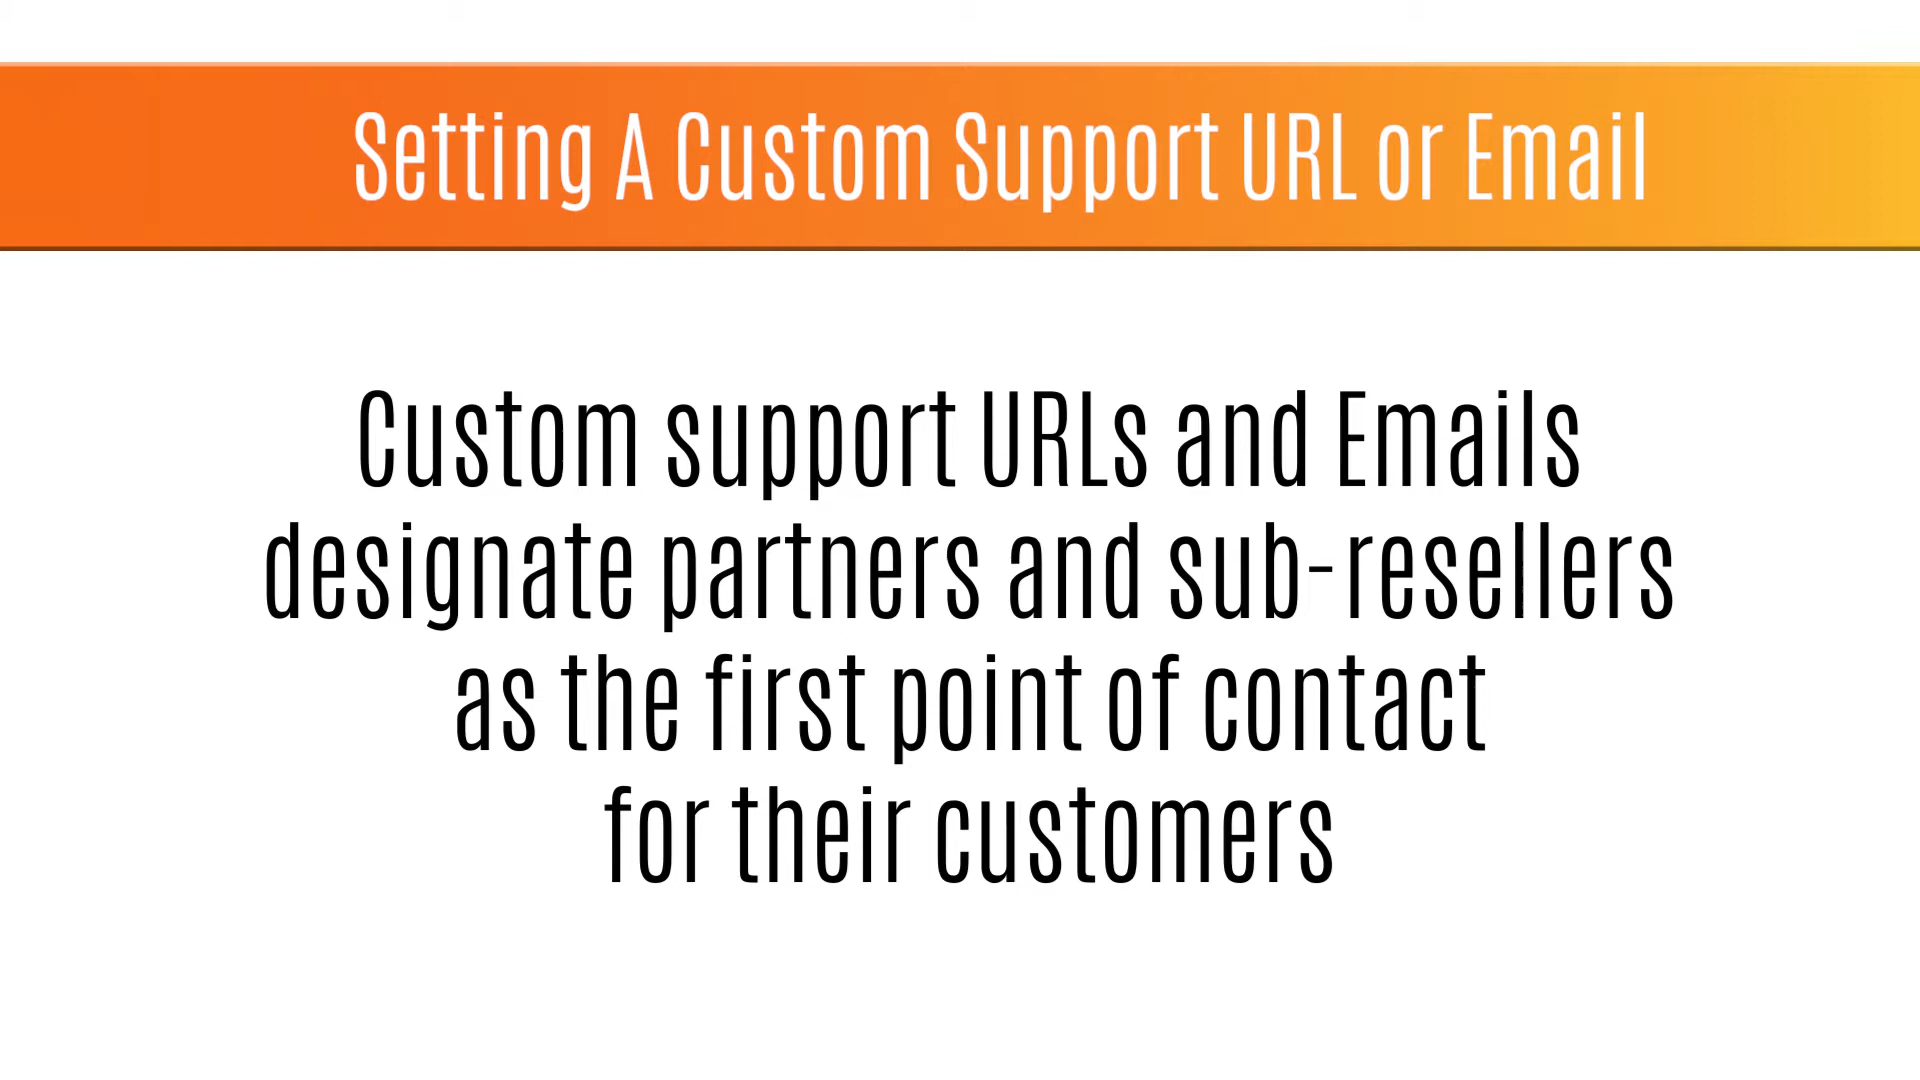 Setting A Custom Support URL or Email
Custom support URLs and Emails
designate partners and sub-resellers
as the first point of contact
for their customers